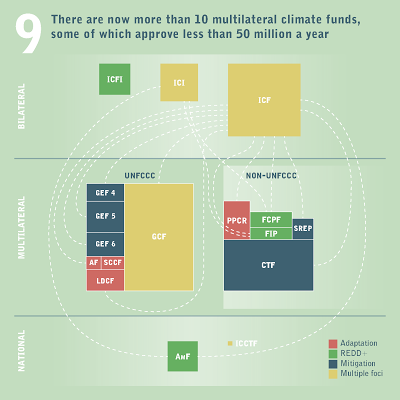 9
There are now more than 10 multilateral climate funds,
some of which approve less than 50 million a year
BILATERAL
ICFI
ICI
ICF
MULTILATERAL
UNFCCC
GEF 4
GEF 5
GEF 6
AF
SCCF
LDCF
GCF
NON-UNFCCC
PPCR
FCPF
FIP
SREP
CTF
NATIONAL
AmF
ICCTF
Adaptation
REDD+
Mitigation
Multiple foci